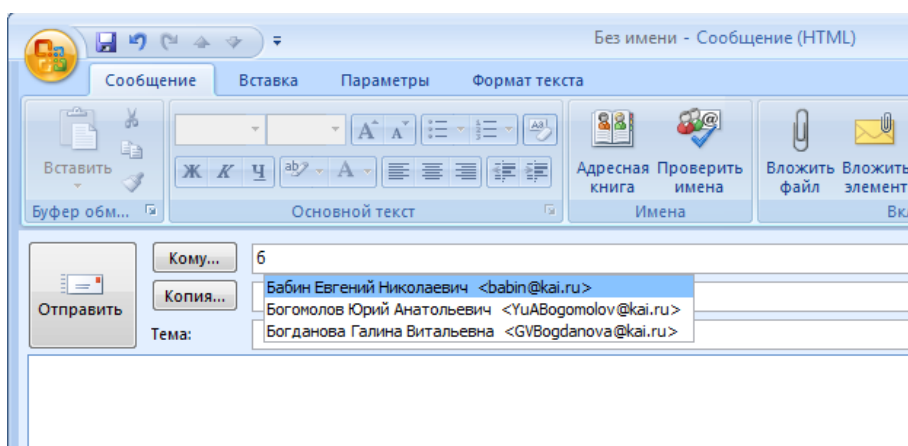 Без имени - Сообщение (HTML)
Сообщение Вставка Параметры Формат текста
Вставить
Ж К Ч ab A
Адресная книга
Проверить имена
Вложить файл
Вложить элемент
Буфер обм... Основной текст Имена Вк
Кому... б
Отправить
Копия...
Тема:
Бабин Евгений Николаевич <babin@kai.ru>
Богомолов Юрий Анатольевич <YuABogomolov@kai.ru>
Богданова Галина Витальевна <GVBogdanova@kai.ru>